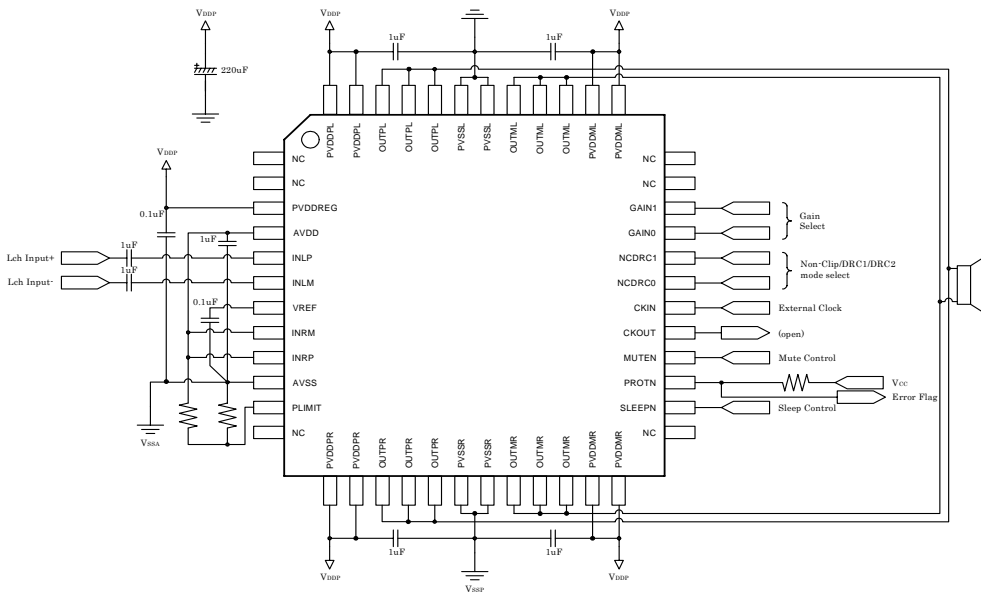 VDDP
VDDP
VDDP
1uF
1uF
220uF
PVDDPL
PVDDPL
OUTPL
OUTPL
OUTPL
PVSSL
PVSSL
OUTML
OUTML
OUTML
PVDDML
PVDDML
NC
NC
PVDDREG
AVDD
INLP
INLM
VREF
INRM
INRP
AVSS
PLIMIT
NC
VDDP
0.1uF
1uF
Lch Input+
1uF
Lch Input-
1uF
0.1uF
VSSA
NC
NC
GAIN1
GAIN0
NCDRC1
NCDRC0
CKIN
CKOUT
MUTEN
PROTN
SLEEPN
NC
Gain
Select
Non-Clip/DRC1/DRC2
mode select
External Clock
(open)
Mute Control
Vcc
Error Flag
Sleep Control
PVDDPR
PVDDPR
OUTPR
OUTPR
OUTPR
PVSSR
PVSSR
OUTMR
OUTMR
OUTMR
PVDDMR
PVDDMR
1uF
1uF
VDDP
VSSP
VDDP